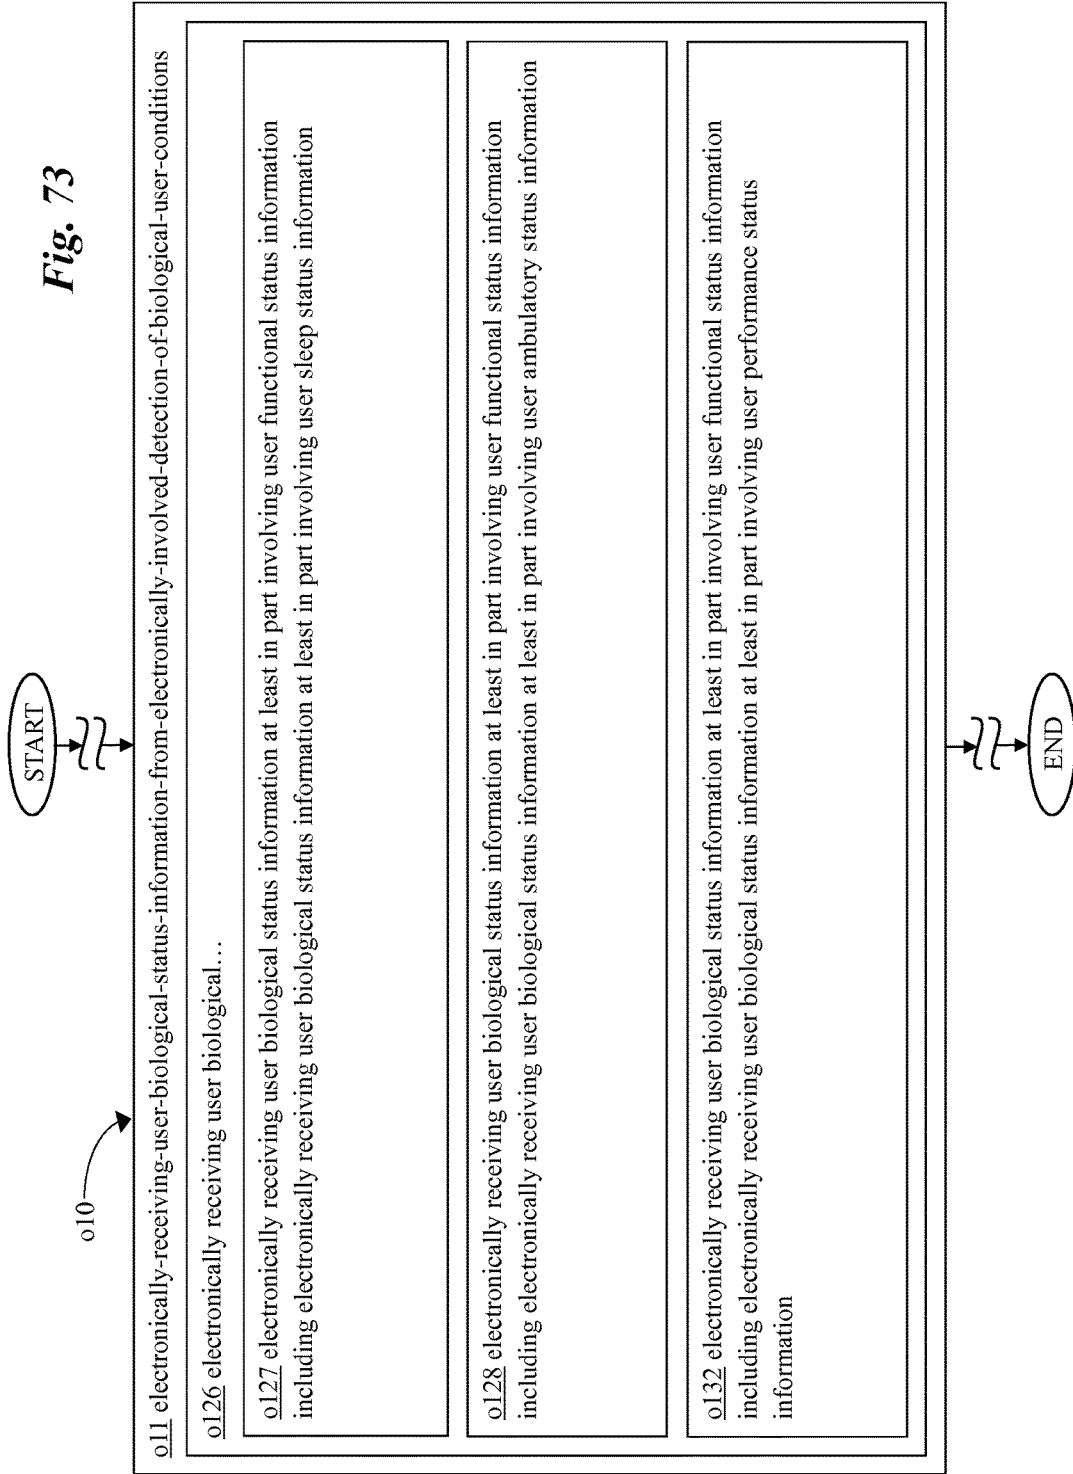 Fig. 73
START
o10
o11 electronically-receiving-user-biological-status-information-from-electronically-involved-detection-of-biological-user-conditions
o126 electronically receiving user biological…
o127 electronically receiving user biological status information at least in part involving user functional status information
including electronically receiving user biological status information at least in part involving user sleep status information
o128 electronically receiving user biological status information at least in part involving user functional status information
including electronically receiving user biological status information at least in part involving user ambulatory status information
o132 electronically receiving user biological status information at least in part involving user functional status information
including electronically receiving user biological status information at least in part involving user performance status
information
END